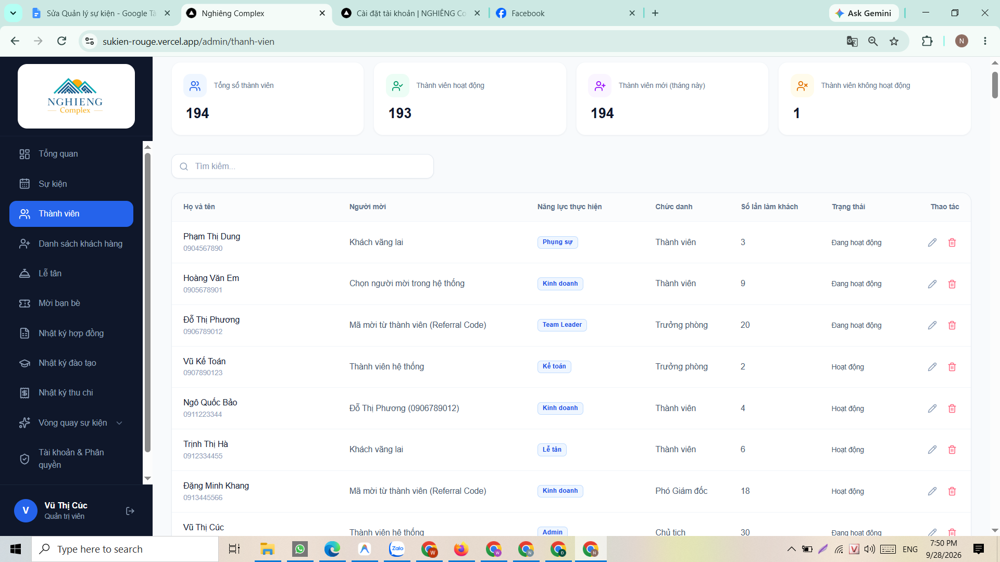 Sửa Quản lý sự kiện - Google Tà
Nghiêng Complex
Cài đặt tài khoản | NGHIÊNG Co
Facebook
Ask Gemini
sukien-rouge.vercel.app/admin/thanh-vien
N
NGHIENG
Complex
Tổng số thành viên
194
Thành viên hoạt động
193
Thành viên mới (tháng này)
194
Thành viên không hoạt động
1
Tổng quan
Sự kiện
Thành viên
Danh sách khách hàng
Lễ tân
Mời bạn bè
Nhật ký hợp đồng
Nhật ký đào tạo
Nhật ký thu chi
Vòng quay sự kiện
Tài khoản & Phân
quyền
V
Vũ Thị Cúc
Quản trị viên
Tìm kiếm...
Họ và tên Người mời Năng lực thực hiện Chức danh Số lần làm khách Trạng thái Thao tác
Phạm Thị Dung
0904567890
Khách vãng lai Phụng sự Thành viên 3 Đang hoạt động
Hoàng Văn Em
0905678901
Chọn người mời trong hệ thống Kinh doanh Thành viên 9 Đang hoạt động
Đỗ Thị Phương
0906789012
Mã mời từ thành viên (Referral Code) Team Leader Trưởng phòng 20 Đang hoạt động
Vũ Kế Toán
0907890123
Thành viên hệ thống Kế toán Trưởng phòng 2 Hoạt động
Ngô Quốc Bảo
0911223344
Đỗ Thị Phương (0906789012) Kinh doanh Thành viên 4 Hoạt động
Trịnh Thị Hà
0912334455
Khách vãng lai Lễ tân Thành viên 6 Hoạt động
Đặng Minh Khang
0913445566
Mã mời từ thành viên (Referral Code) Kinh doanh Phó Giám đốc 18 Hoạt động
Vũ Thị Cúc
Thành viên hệ thống Admin Chủ tịch 30 Đang hoạt động
Type here to search
Zalo
ENG
7:50 PM
9/28/2026